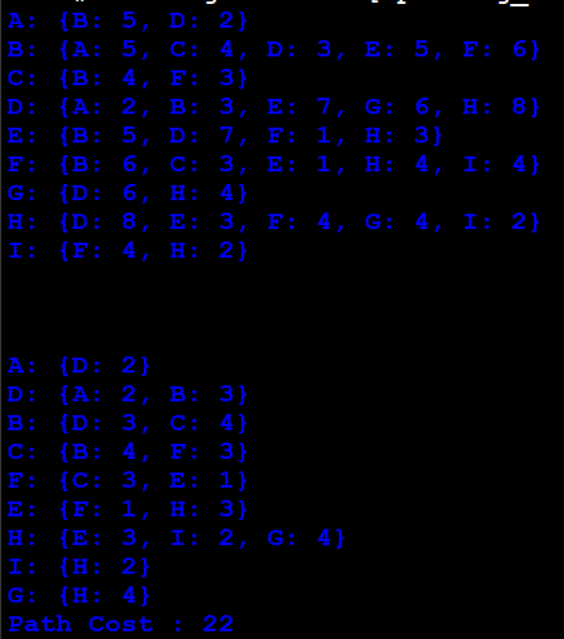 A: {B: 5, D: 2}
B: {A: 5, C: 4, D: 3, E: 5, F: 6}
C: {B: 4, F: 3}
D: {A: 2, B: 3, E: 7, G: 6, H: 8}
E: {B: 5, D: 7, F: 1, H: 3}
F: {B: 6, C: 3, E: 1, H: 4, I: 4}
G: {D: 6, H: 4}
H: {D: 8, E: 3, F: 4, G: 4, I: 2}
I: {F: 4, H: 2}
A: {D: 2}
D: {A: 2, B: 3}
B: {D: 3, C: 4}
C: {B: 4, F: 3}
F: {C: 3, E: 1}
E: {F: 1, H: 3}
H: {E: 3, I: 2, G: 4}
I: {H: 2}
G: {H: 4}
Path Cost : 22